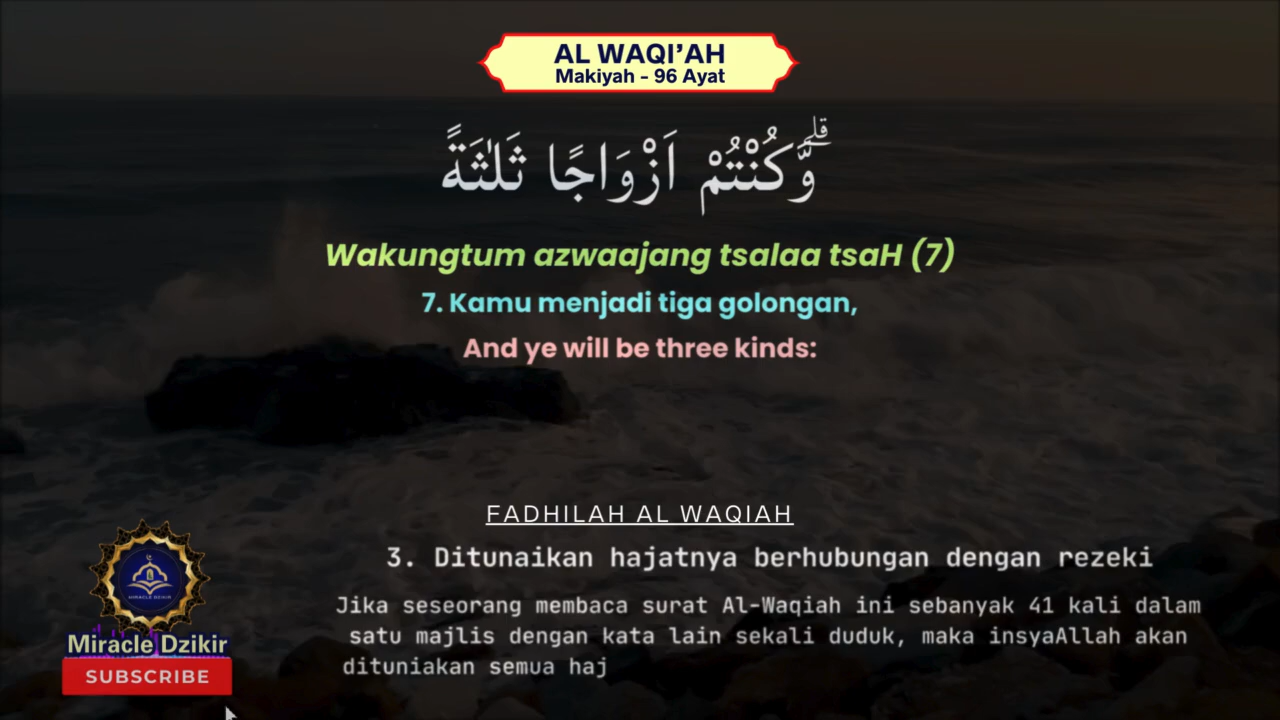 AL WAQI’AH
Makiyah - 96 Ayat
وَّكُنْتُمْ اَزْوَاجًا ثَلٰثَةًۗ
Wakungtum azwaajang tsalaa tsaH (7)
7. Kamu menjadi tiga golongan,
And ye will be three kinds:
FADHILAH AL WAQIAH
3. Ditunaikan hajatnya berhubungan dengan rezeki
Jika seseorang membaca surat Al-Waqiah ini sebanyak 41 kali dalam
satu majlis dengan kata lain sekali duduk, maka insyaAllah akan
dituniakan semua haj
MIRACLE DZIKIR
Miracle Dzikir
SUBSCRIBE